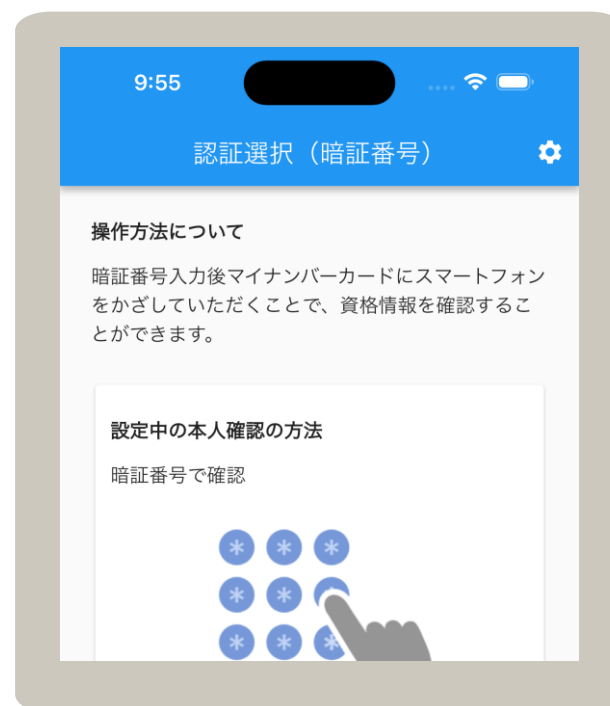 9:55
認証選択（暗証番号）
操作方法について
暗証番号入力後マイナンバーカードにスマートフォン
をかざしていただくことで、資格情報を確認するこ
とができます。
設定中の本人確認の方法
暗証番号で確認
* * *
* * *
* * *